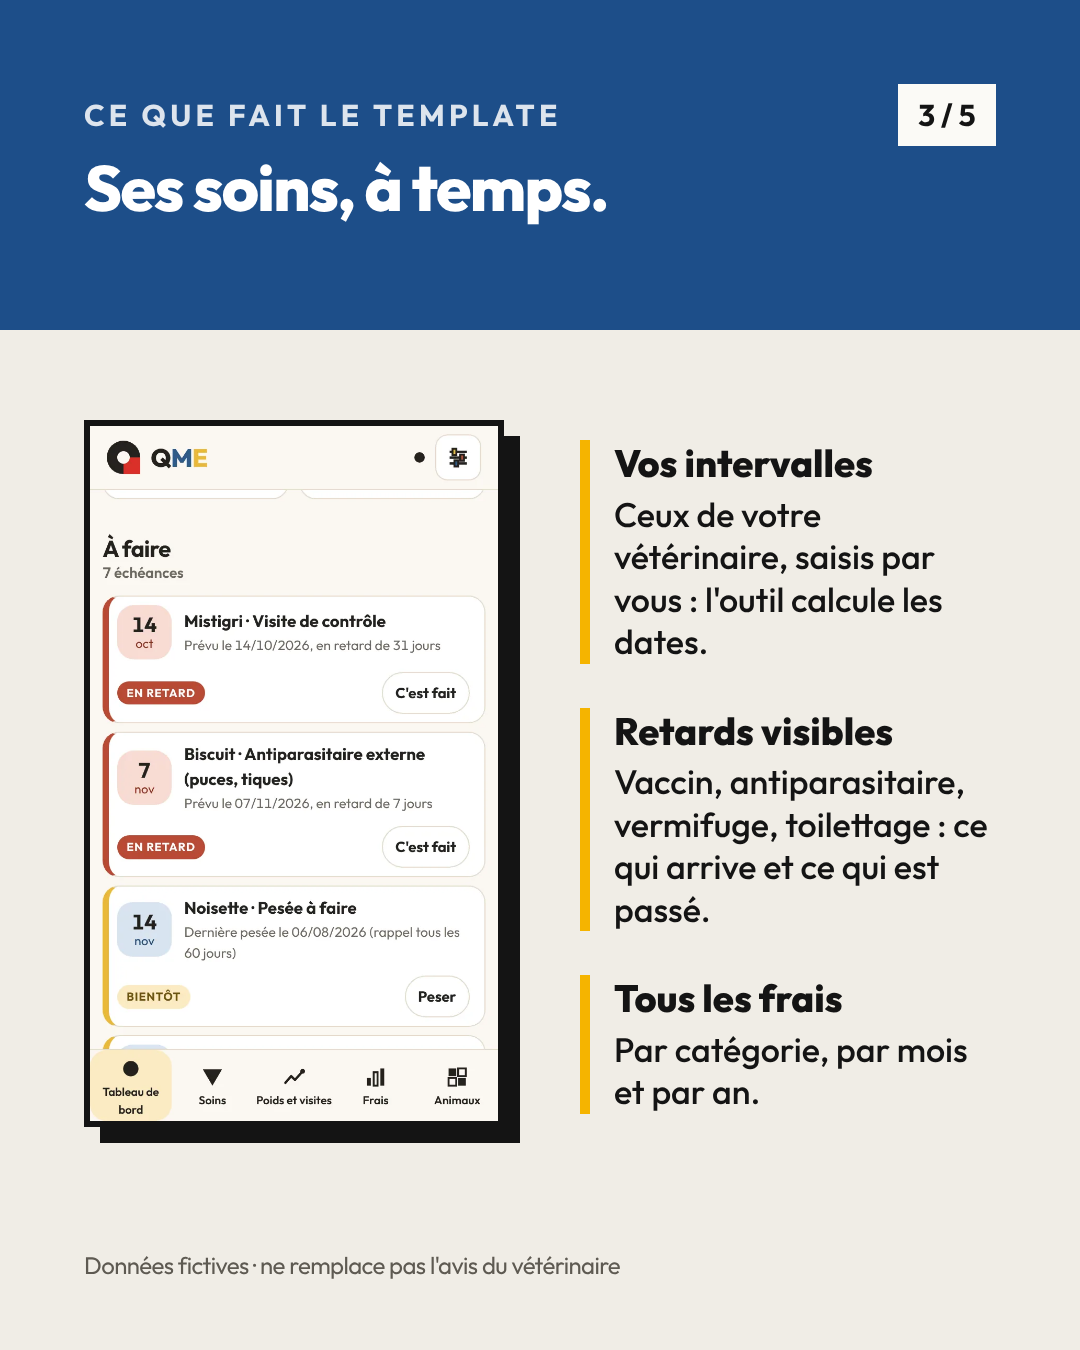 CE QUE FAIT LE TEMPLATE
3 / 5
Ses soins, à temps.
QME
À faire
7 échéances
14
oct
Mistigri · Visite de contrôle
Prévu le 14/10/2026, en retard de 31 jours
EN RETARD
C'est fait
7
nov
Biscuit · Antiparasitaire externe
(puces, tiques)
Prévu le 07/11/2026, en retard de 7 jours
EN RETARD
C'est fait
14
nov
Noisette · Pesée à faire
Dernière pesée le 06/08/2026 (rappel tous les
60 jours)
BIENTÔT
Peser
Tableau de
bord
Soins
Poids et visites
Frais
Animaux
Vos intervalles
Ceux de votre
vétérinaire, saisis par
vous : l'outil calcule les
dates.
Retards visibles
Vaccin, antiparasitaire,
vermifuge, toilettage : ce
qui arrive et ce qui est
passé.
Tous les frais
Par catégorie, par mois
et par an.
Données fictives · ne remplace pas l'avis du vétérinaire